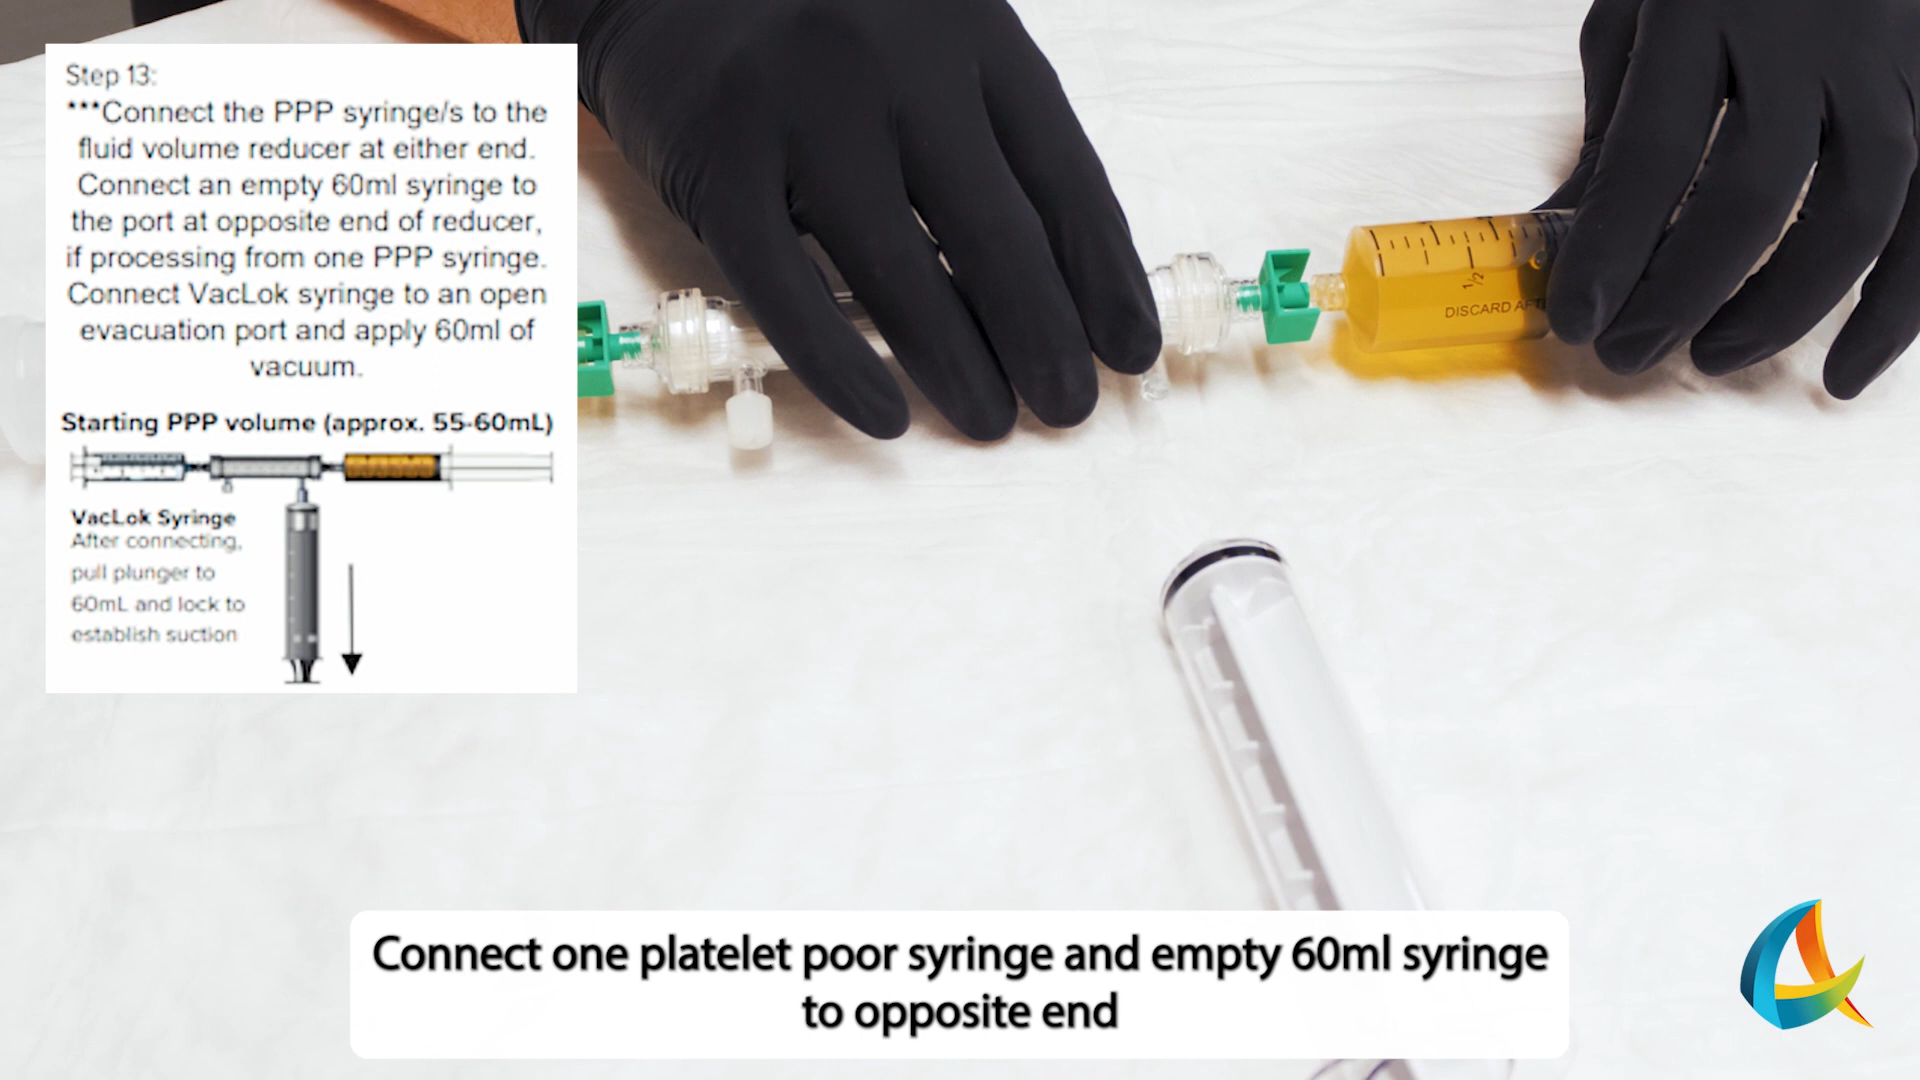 Step 13:
***Connect the PPP syringe/s to the
fluid volume reducer at either end.
Connect an empty 60ml syringe to
the port at opposite end of reducer,
if processing from one PPP syringe.
Connect VacLok syringe to an open
evacuation port and apply 60ml of
vacuum.
Starting PPP volume (approx. 55-60mL)
VacLok Syringe
After connecting,
pull plunger to
60mL and lock to
establish suction
1/2
DISCARD AFT
Connect one platelet poor syringe and empty 60ml syringe
to opposite end